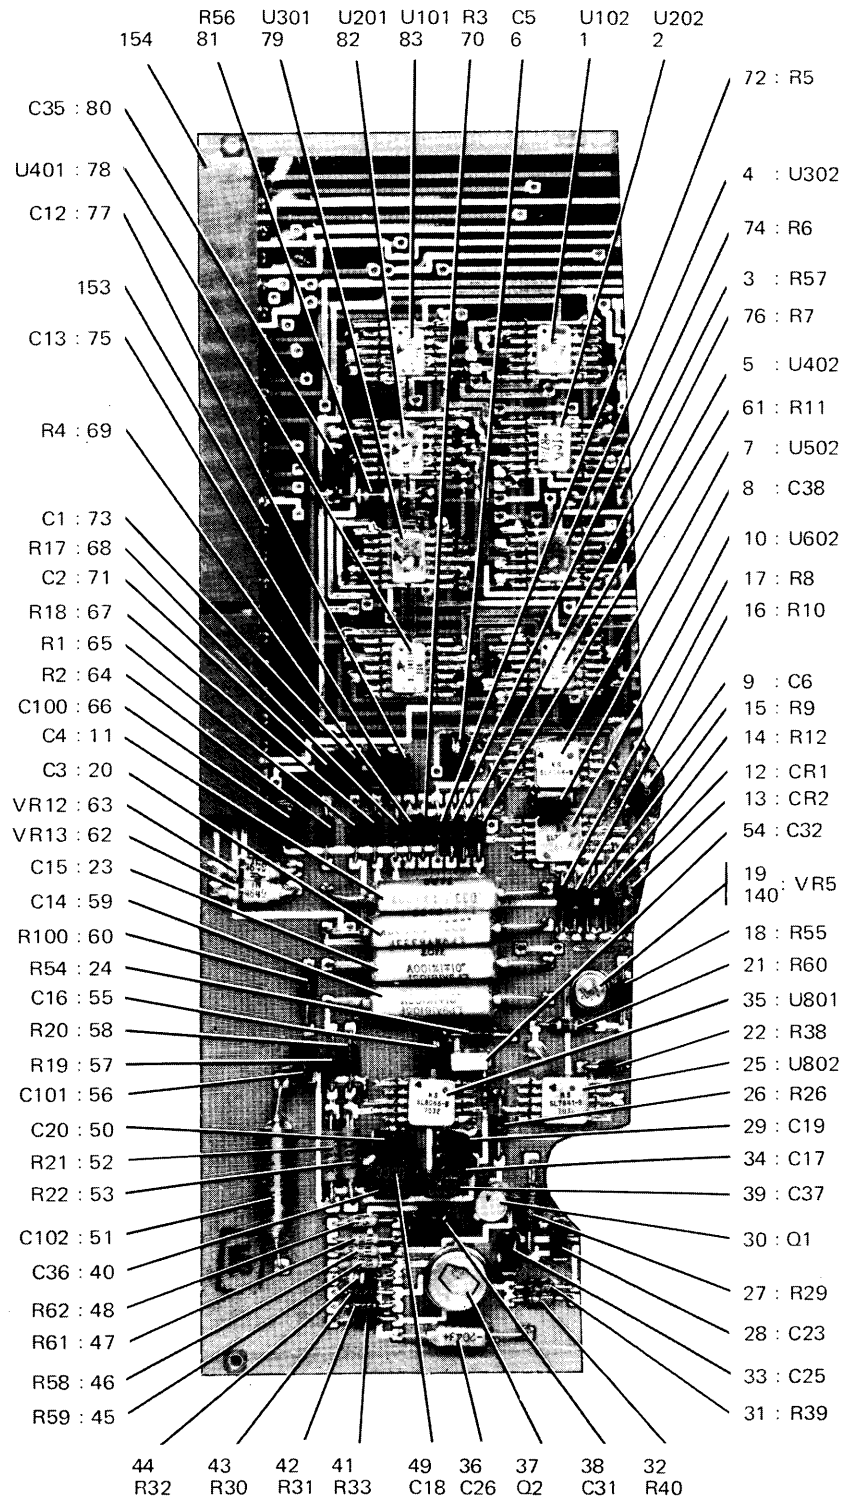 R56 U301 U201 U101 R3 C5 U102 U202
154 81 79 82 83 70 6 1 2
72 : R5
C35 : 80
U401 : 78
4 : U302
C12 : 77
74 : R6
153
3 : R57
C13 : 75
76 : R7
5 : U402
61 : R11
R4 : 69
7 : U502
8 : C38
C1 : 73
10 : U602
R17 : 68
C2 : 71
17 : R8
R18 : 67
16 : R10
R1 : 65
R2 : 64
9 : C6
C100 : 66
15 : R9
C4 : 11
14 : R12
C3 : 20
12 : CR1
VR12 : 63
13 : CR2
VR13 : 62
54 : C32
C15 : 23
19
140 : VR5
C14 : 59
R100 : 60
18 : R55
R54 : 24
21 : R60
C16 : 55
35 : U801
R20 : 58
22 : R38
R19 : 57
25 : U802
C101 : 56
26 : R26
C20 : 50
29 : C19
R21 : 52
34 : C17
R22 : 53
39 : C37
C102 : 51
30 : Q1
C36 : 40
27 : R29
R62 : 48
R61 : 47
28 : C23
R58 : 46
33 : C25
R59 : 45
31 : R39
44 43 42 41 49 36 37 38 32
R32 R30 R31 R33 C18 C26 Q2 C31 R40